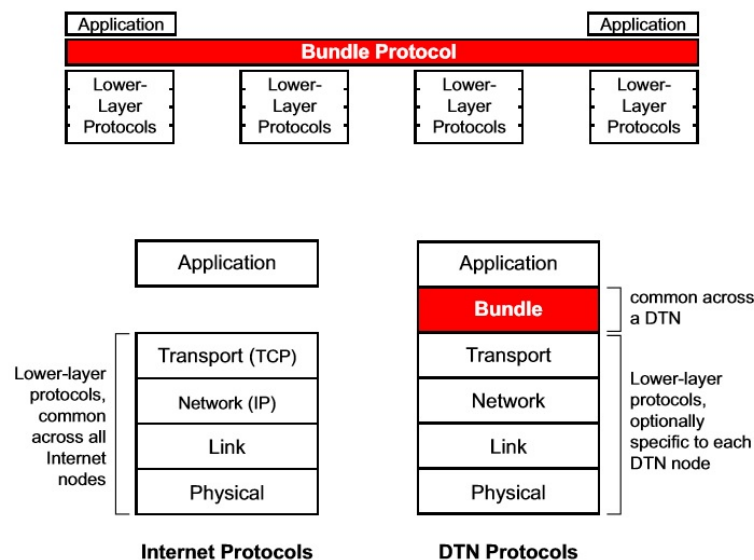 Application
Application
Bundle Protocol
Lower-
Layer
Protocols
Lower-
Layer
Protocols
Lower-
Layer
Protocols
Lower-
Layer
Protocols
Application
Transport (TCP)
Network (IP)
Link
Physical
Lower-layer
protocols,
common
across all
Internet
nodes
Internet Protocols
Application
Bundle
Transport
Network
Link
Physical
common across
a DTN
Lower-layer
protocols,
optionally
specific to each
DTN node
DTN Protocols